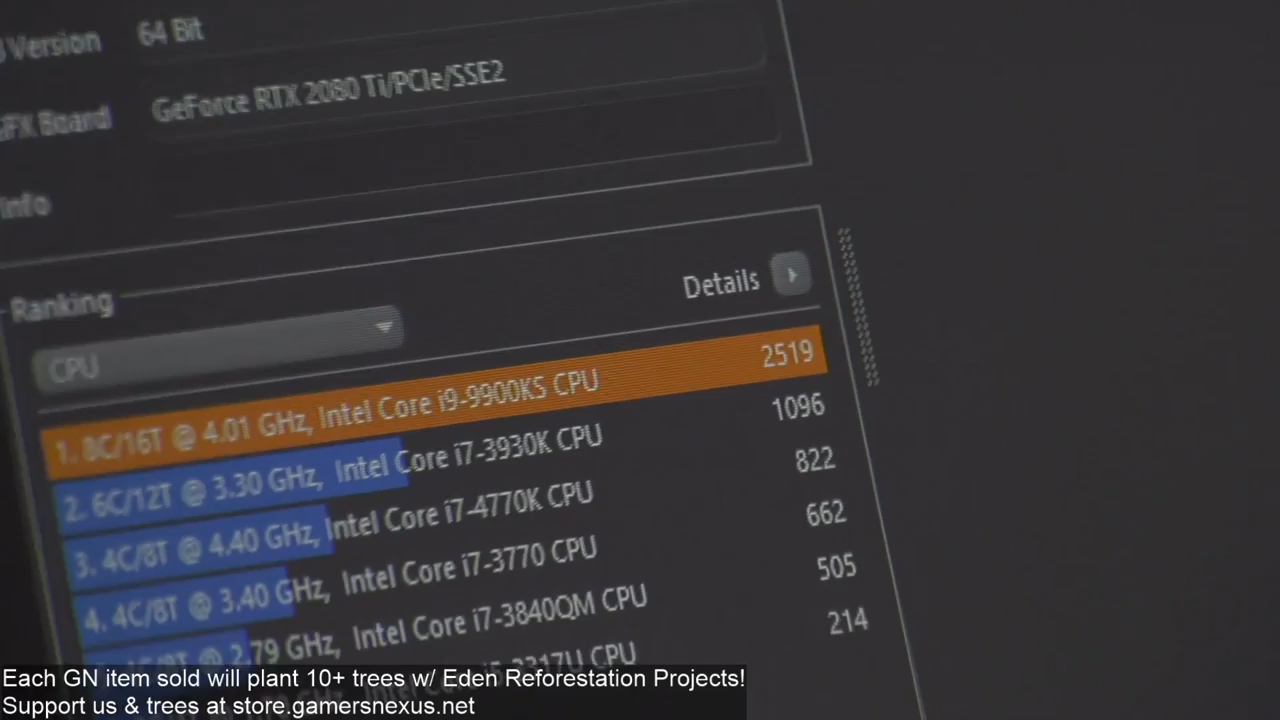 Version 64 Bit
GFX Board GeForce RTX 2080 Ti/PCIe/SSE2
Info
Ranking
Details
CPU
1. 8C/16T @ 4.01 GHz, Intel Core i9-9900KS CPU 2519
2. 6C/12T @ 3.30 GHz, Intel Core i7-3930K CPU 1096
3. 4C/8T @ 4.40 GHz, Intel Core i7-4770K CPU 822
4. 4C/8T @ 3.40 GHz, Intel Core i7-3770 CPU 662
@ 2.79 GHz, Intel Core i7-3840QM CPU 505
CPU 214
Each GN item sold will plant 10+ trees w/ Eden Reforestation Projects!
Support us & trees at store.gamersnexus.net